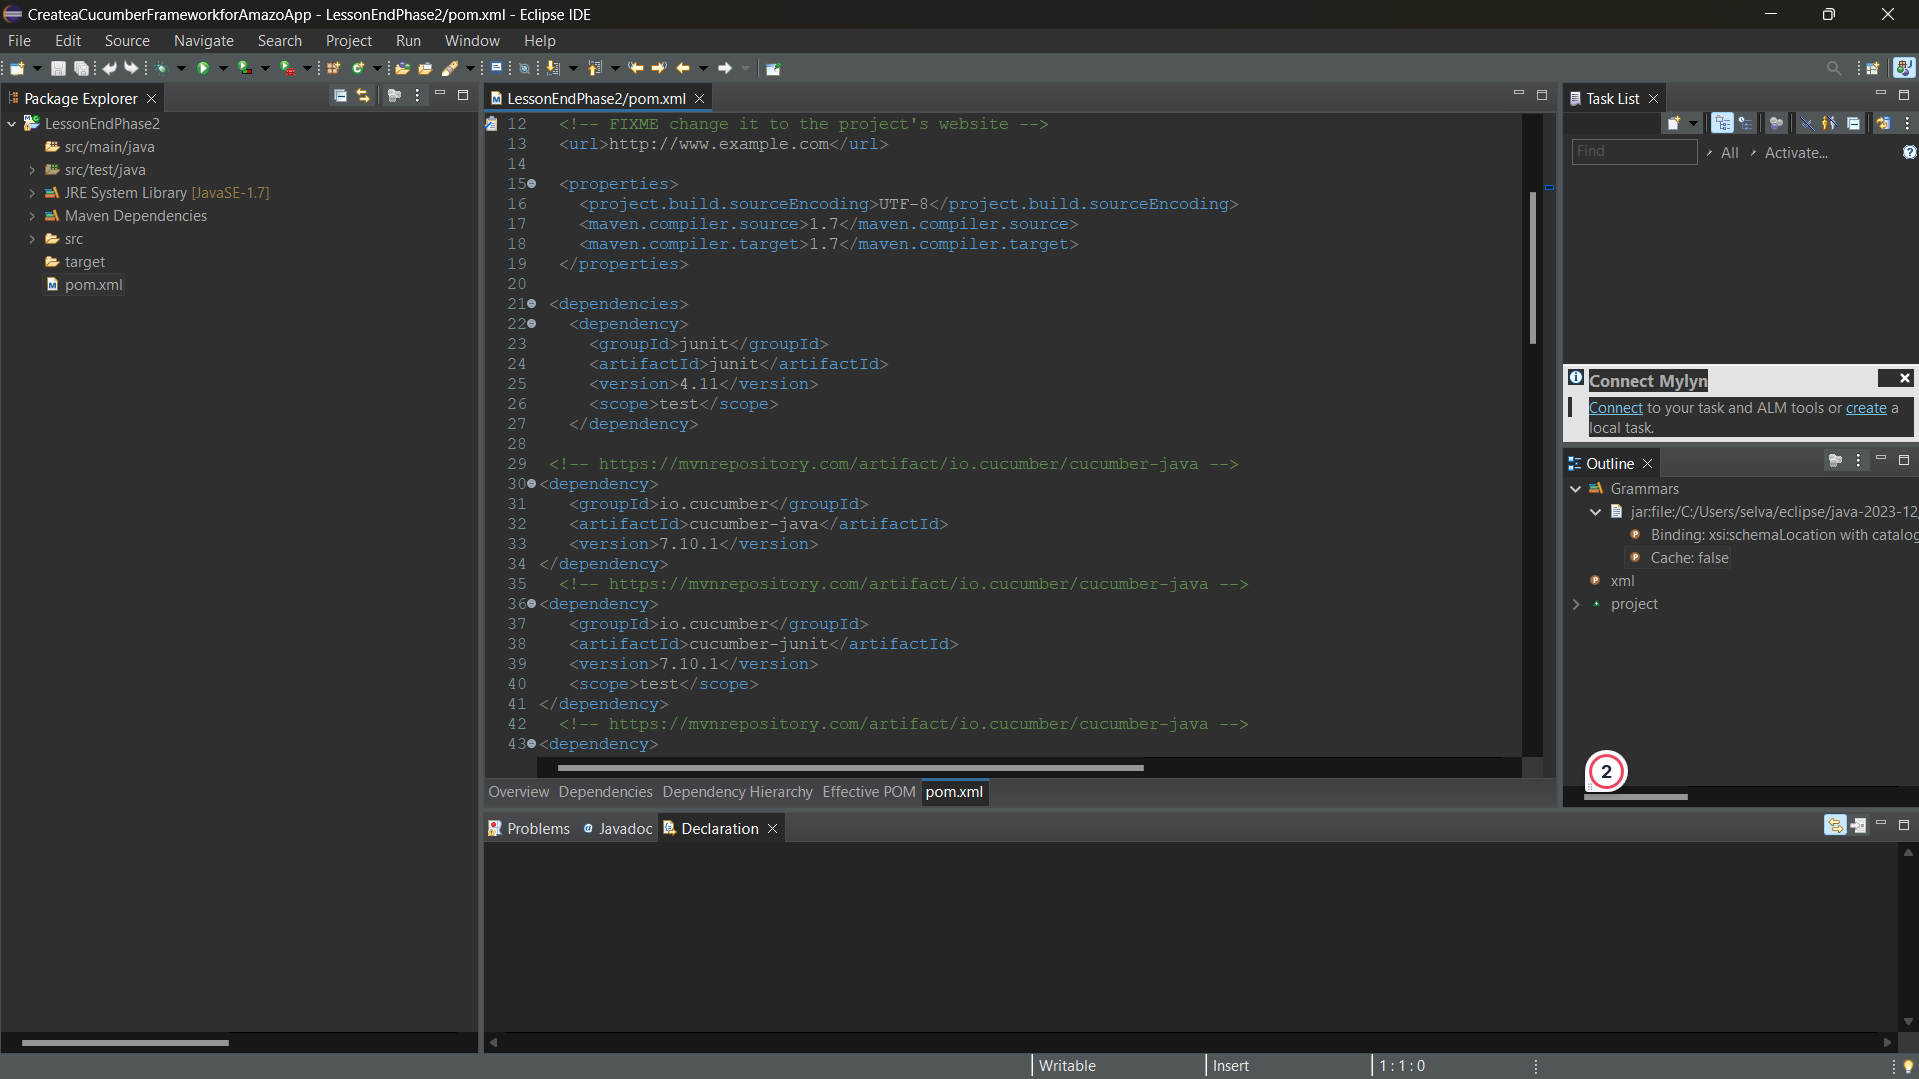 CreateaCucumberFrameworkforAmazoApp - LessonEndPhase2/pom.xml - Eclipse IDE
File Edit Source Navigate Search Project Run Window Help
Package Explorer
LessonEndPhase2
src/main/java
src/test/java
JRE System Library [JavaSE-1.7]
Maven Dependencies
src
target
pom.xml
LessonEndPhase2/pom.xml
12 <!-- FIXME change it to the project's website -->
13 <url>http://www.example.com</url>
14
15 <properties>
16 <project.build.sourceEncoding>UTF-8</project.build.sourceEncoding>
17 <maven.compiler.source>1.7</maven.compiler.source>
18 <maven.compiler.target>1.7</maven.compiler.target>
19 </properties>
20
21 <dependencies>
22 <dependency>
23 <groupId>junit</groupId>
24 <artifactId>junit</artifactId>
25 <version>4.11</version>
26 <scope>test</scope>
27 </dependency>
28
29 <!-- https://mvnrepository.com/artifact/io.cucumber/cucumber-java -->
30 <dependency>
31 <groupId>io.cucumber</groupId>
32 <artifactId>cucumber-java</artifactId>
33 <version>7.10.1</version>
34 </dependency>
35 <!-- https://mvnrepository.com/artifact/io.cucumber/cucumber-java -->
36 <dependency>
37 <groupId>io.cucumber</groupId>
38 <artifactId>cucumber-junit</artifactId>
39 <version>7.10.1</version>
40 <scope>test</scope>
41 </dependency>
42 <!-- https://mvnrepository.com/artifact/io.cucumber/cucumber-java -->
43 <dependency>
Overview Dependencies Dependency Hierarchy Effective POM pom.xml
Problems Javadoc Declaration
Task List
Find All Activate...
Connect Mylyn
Connect to your task and ALM tools or create a
local task.
Outline
Grammars
jar:file:/C:/Users/selva/eclipse/java-2023-12
Binding: xsi:schemaLocation with catalog
Cache: false
xml
project
2
Writable Insert 1 : 1 : 0